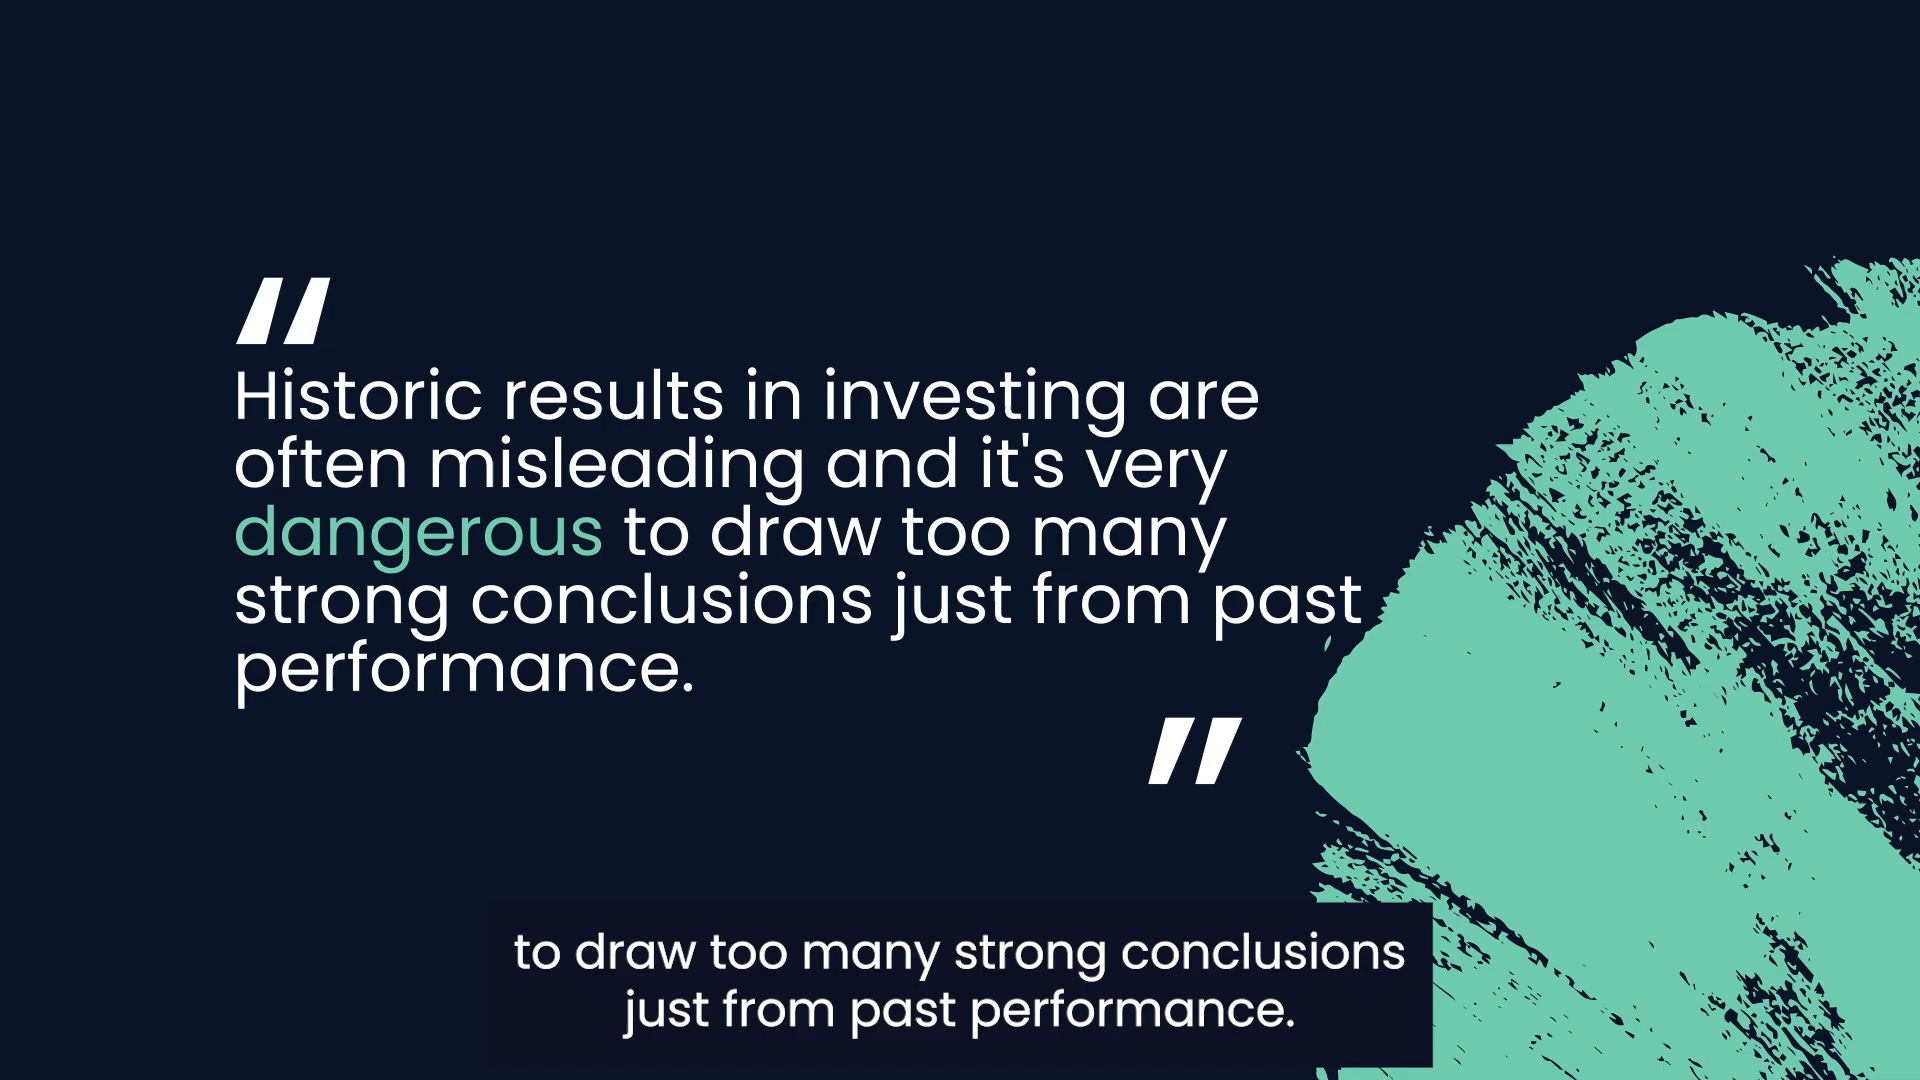 “
Historic results in investing are
often misleading and it's very
dangerous to draw too many
strong conclusions just from past
performance.
”
to draw too many strong conclusions
just from past performance.